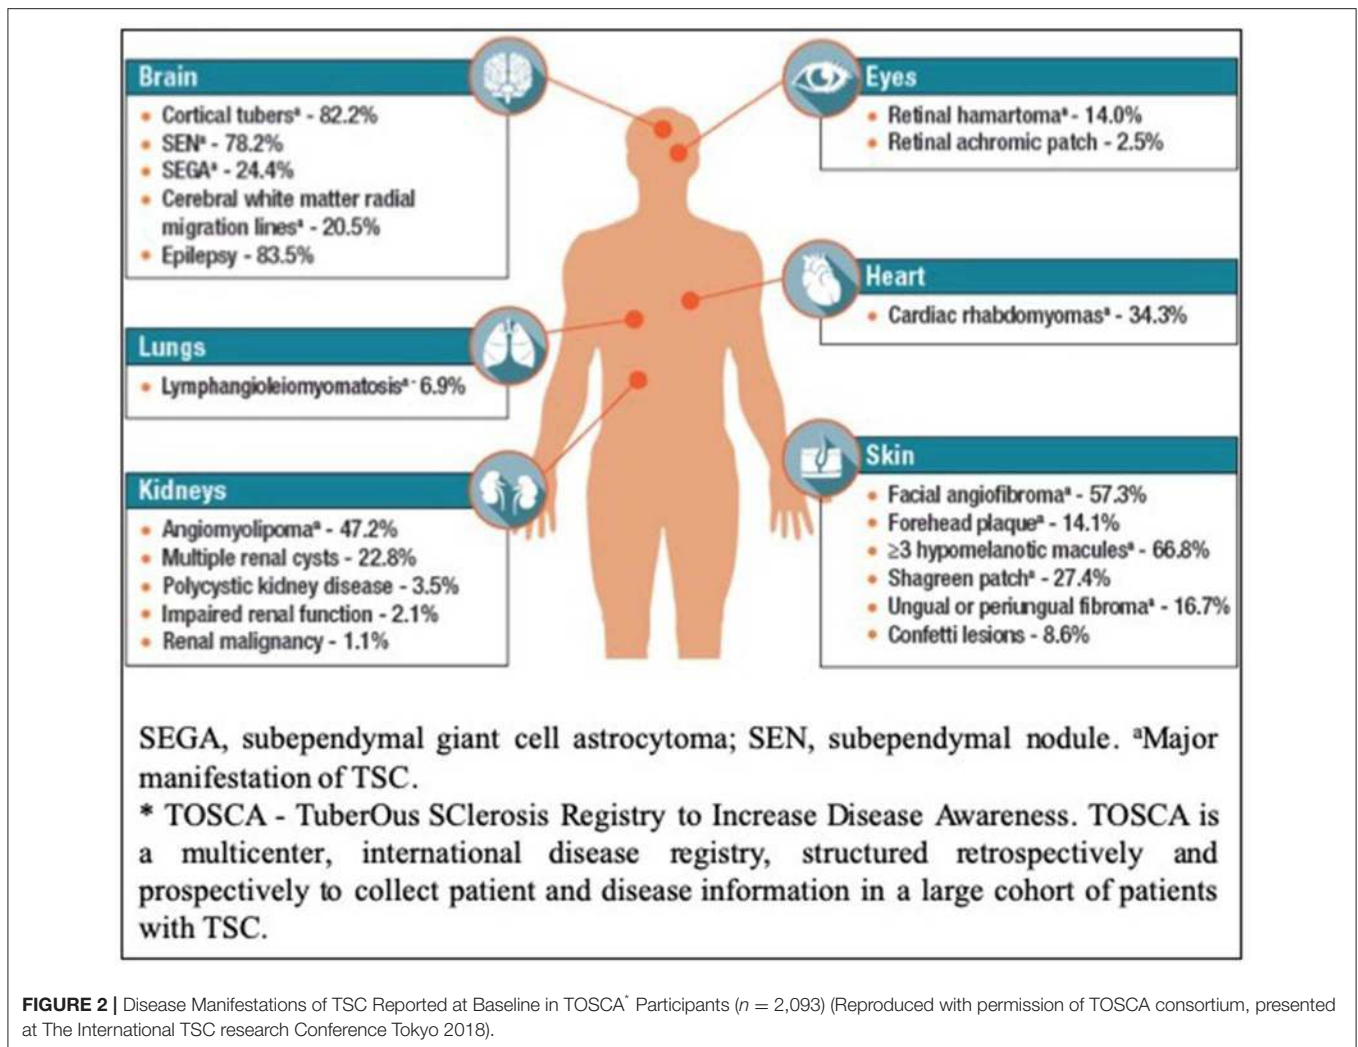 Brain
• Cortical tubersᵃ - 82.2%
• SENᵃ - 78.2%
• SEGAᵃ - 24.4%
• Cerebral white matter radial
migration linesᵃ - 20.5%
• Epilepsy - 83.5%
Lungs
• Lymphangioleiomyomatosisᵃ - 6.9%
Kidneys
• Angiomyolipomaᵃ - 47.2%
• Multiple renal cysts - 22.8%
• Polycystic kidney disease - 3.5%
• Impaired renal function - 2.1%
• Renal malignancy - 1.1%
Eyes
• Retinal hamartomaᵃ - 14.0%
• Retinal achromic patch - 2.5%
Heart
• Cardiac rhabdomyomasᵃ - 34.3%
Skin
• Facial angiofibromaᵃ - 57.3%
• Forehead plaqueᵃ - 14.1%
• ≥3 hypomelanotic maculesᵃ - 66.8%
• Shagreen patchᵃ - 27.4%
• Ungual or periungual fibromaᵃ - 16.7%
• Confetti lesions - 8.6%
SEGA, subependymal giant cell astrocytoma; SEN, subependymal nodule. ᵃMajor
manifestation of TSC.
* TOSCA - TuberOus SClerosis Registry to Increase Disease Awareness. TOSCA is
a multicenter, international disease registry, structured retrospectively and
prospectively to collect patient and disease information in a large cohort of patients
with TSC.
FIGURE 2 | Disease Manifestations of TSC Reported at Baseline in TOSCA* Participants (n = 2,093) (Reproduced with permission of TOSCA consortium, presented
at The International TSC research Conference Tokyo 2018).